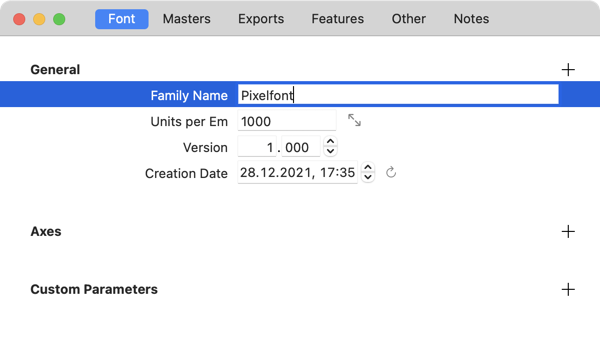 Font Masters Exports Features Other Notes
General
Family Name Pixelfont
Units per Em 1000
Version 1 . 000
Creation Date 28.12.2021, 17:35
Axes
Custom Parameters